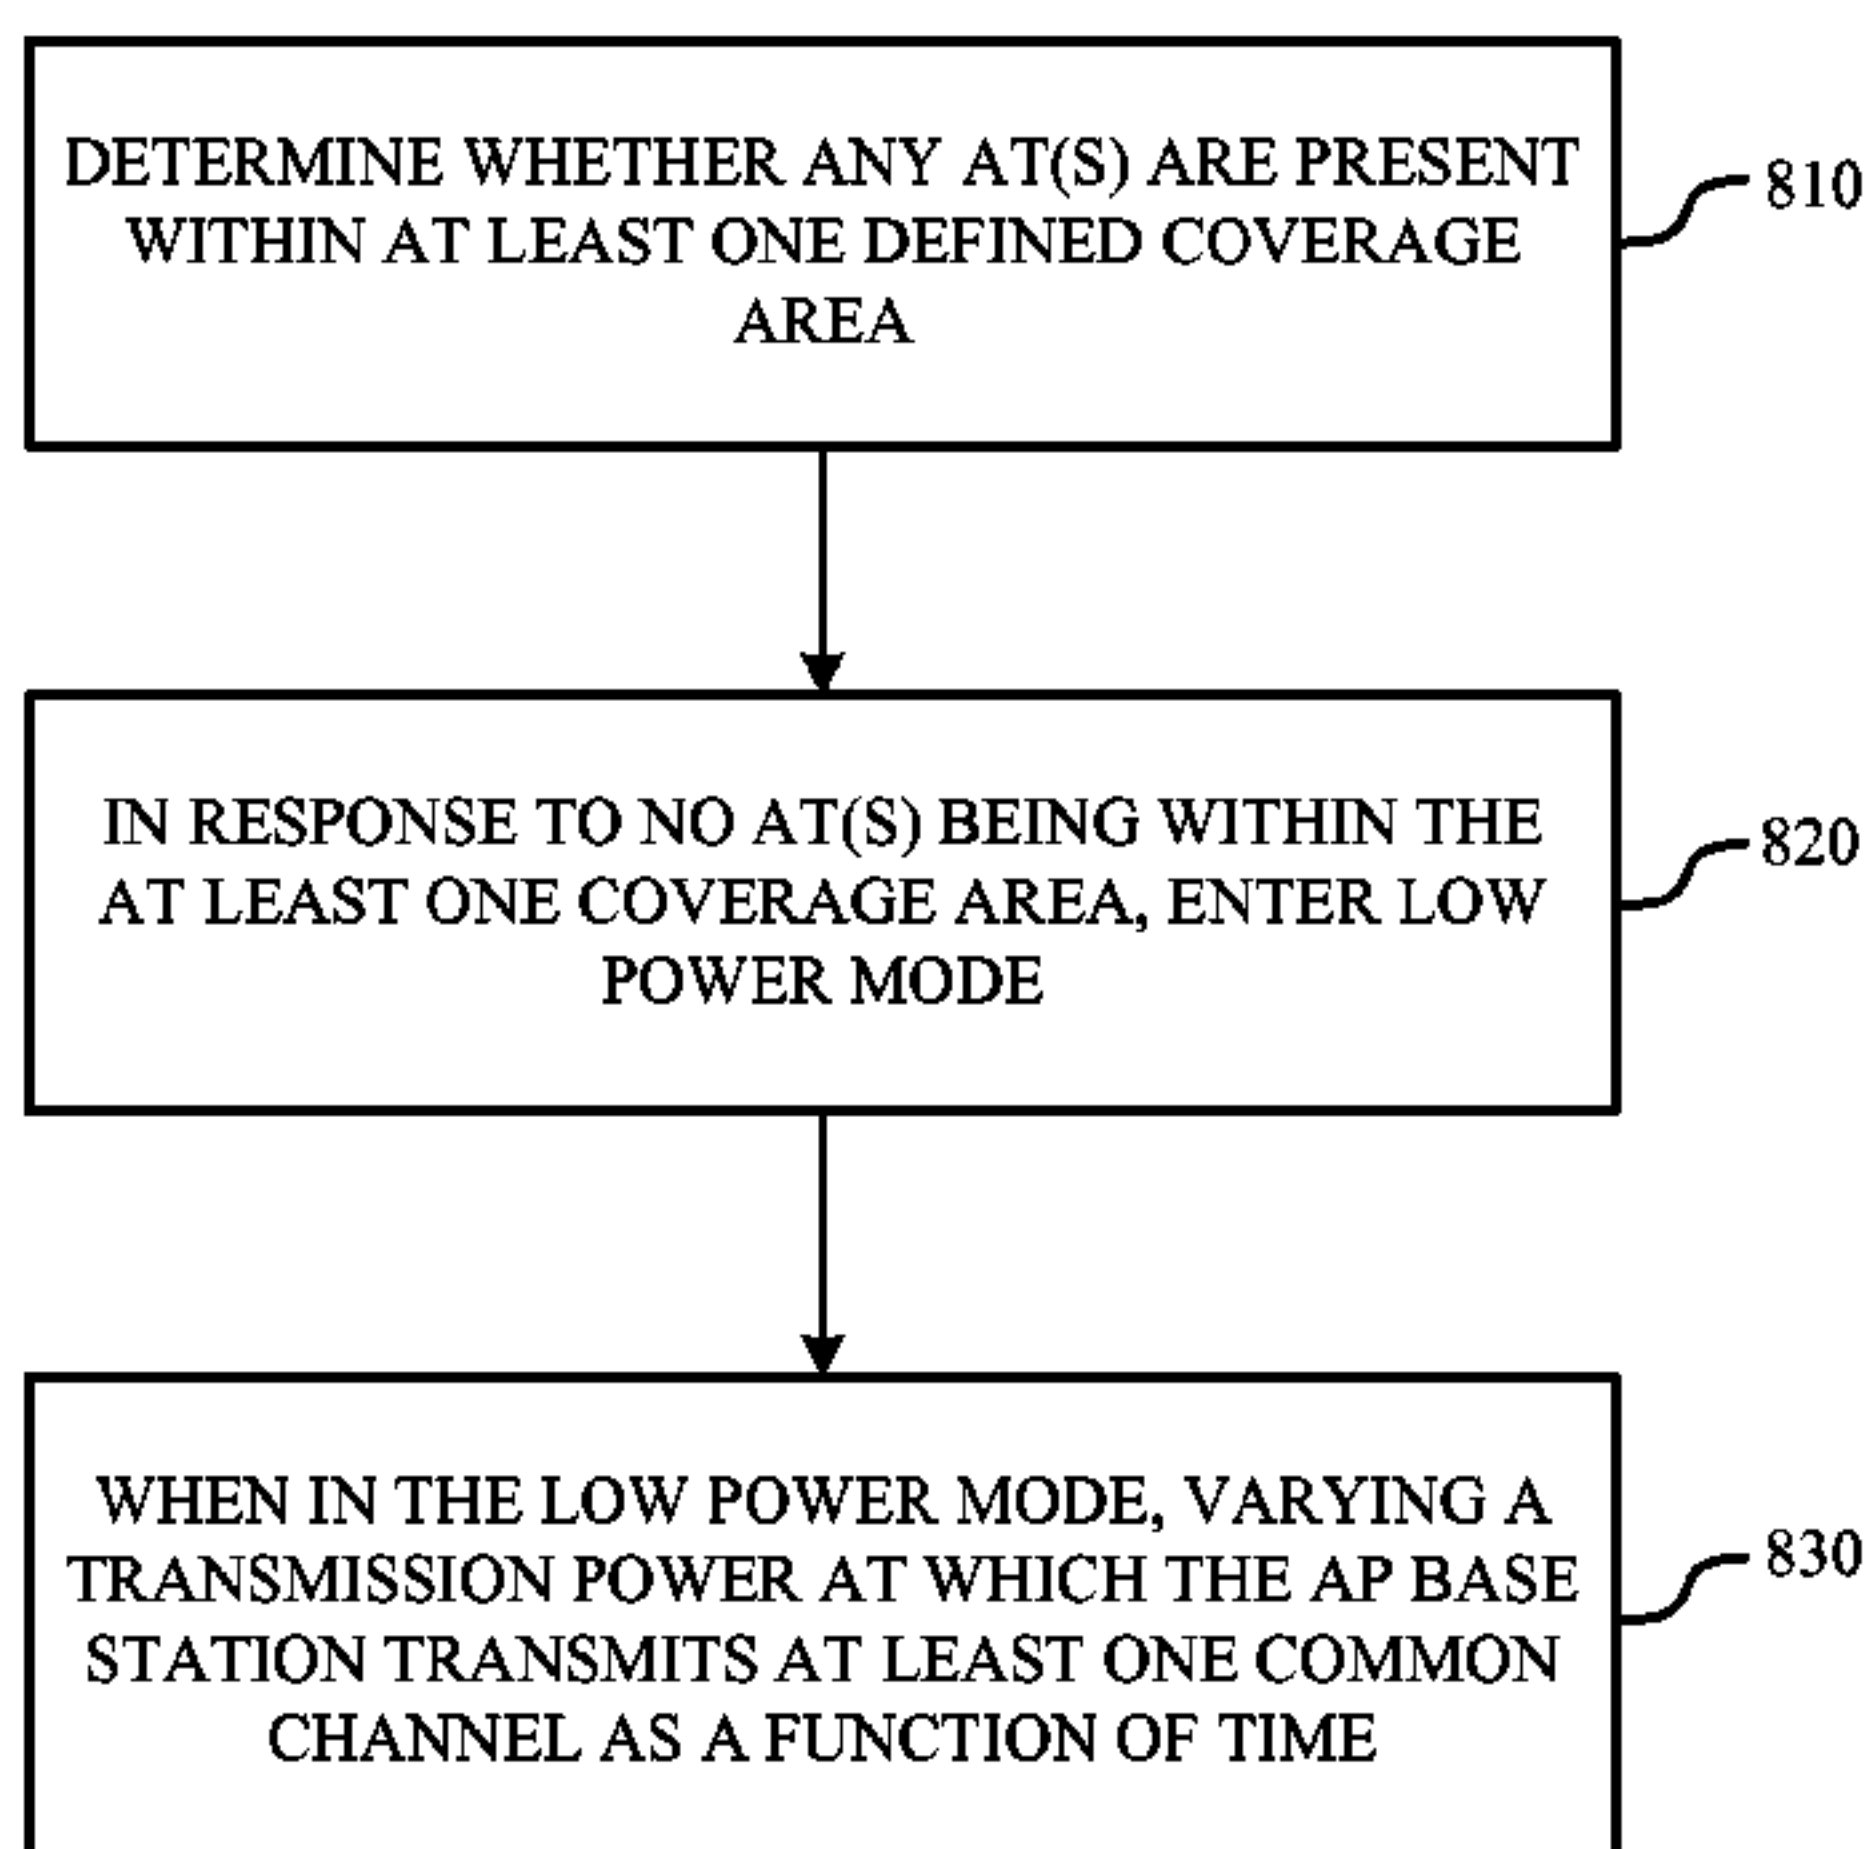 DETERMINE WHETHER ANY AT(S) ARE PRESENT
WITHIN AT LEAST ONE DEFINED COVERAGE
AREA
810
IN RESPONSE TO NO AT(S) BEING WITHIN THE
AT LEAST ONE COVERAGE AREA, ENTER LOW
POWER MODE
820
WHEN IN THE LOW POWER MODE, VARYING A
TRANSMISSION POWER AT WHICH THE AP BASE
STATION TRANSMITS AT LEAST ONE COMMON
CHANNEL AS A FUNCTION OF TIME
830